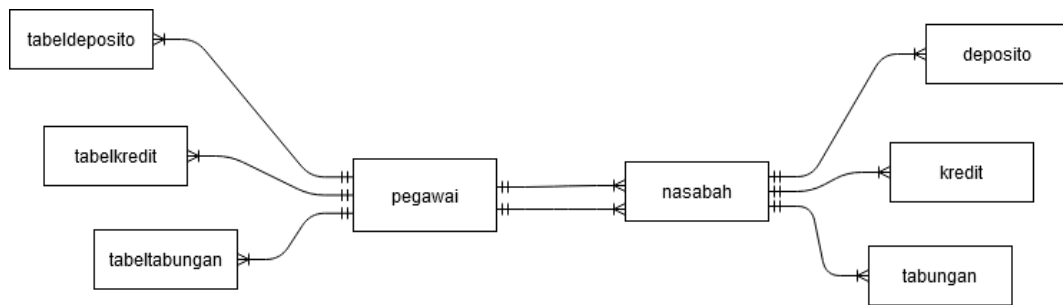 tabeldeposito
deposito
tabelkredit
kredit
pegawai
nasabah
tabeltabungan
tabungan